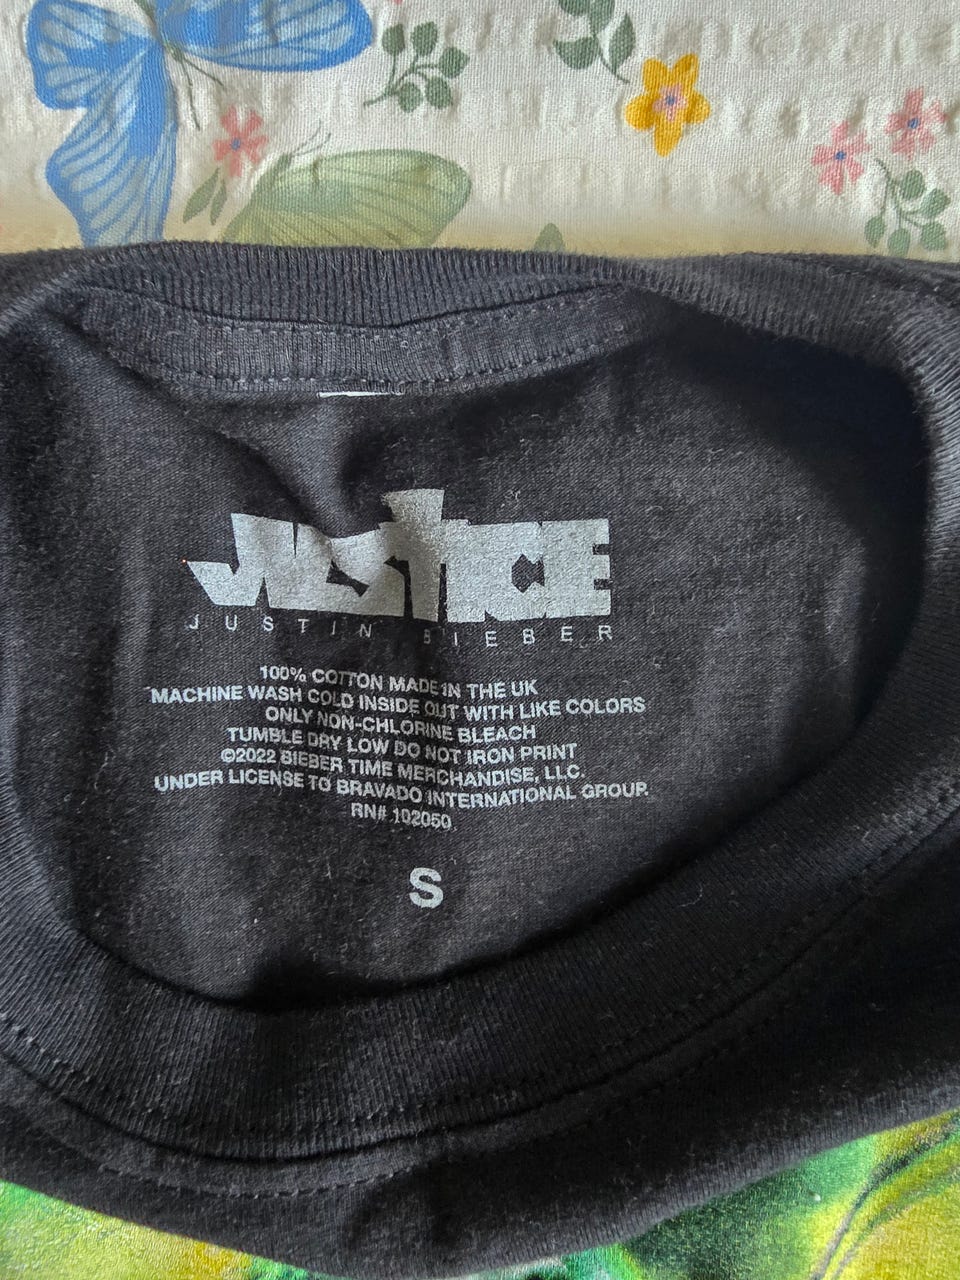 JUSTICE
JUSTIN BIEBER
100% COTTON MADE IN THE UK
MACHINE WASH COLD INSIDE OUT WITH LIKE COLORS
ONLY NON-CHLORINE BLEACH
TUMBLE DRY LOW DO NOT IRON PRINT
©2022 BIEBER TIME MERCHANDISE, LLC.
UNDER LICENSE TO BRAVADO INTERNATIONAL GROUP.
RN# 102050
S